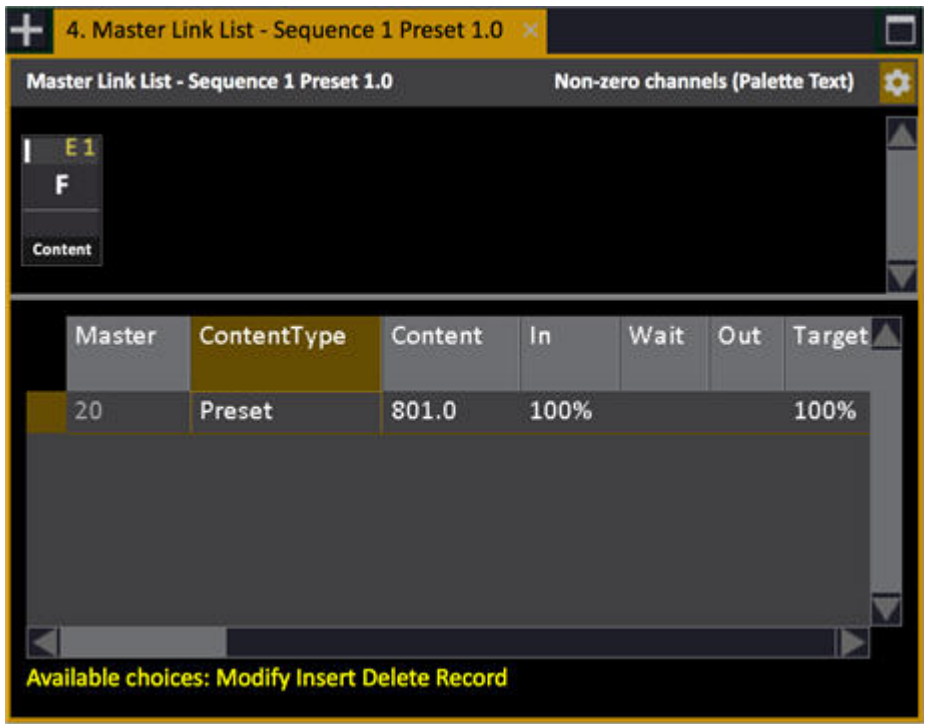 4. Master Link List - Sequence 1 Preset 1.0
Master Link List - Sequence 1 Preset 1.0 Non-zero channels (Palette Text)
E 1
F
Content
Master ContentType Content In Wait Out Target
20 Preset 801.0 100% 100%
Available choices: Modify Insert Delete Record